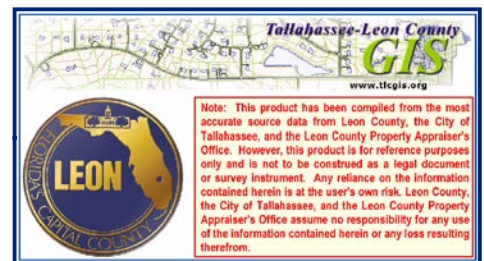 Tallahassee-Leon County
GIS
www.tlcgis.org
LEON
FLORIDA'S CAPITAL COUNTY
Note: This product has been compiled from the most
accurate source data from Leon County, the City of
Tallahassee, and the Leon County Property Appraiser's
Office. However, this product is for reference purposes
only and is not to be construed as a legal document
or survey instrument. Any reliance on the information
contained herein is at the user's own risk. Leon County,
the City of Tallahassee, and the Leon County Property
Appraiser's Office assume no responsibility for any use
of the information contained herein or any loss resulting
therefrom.